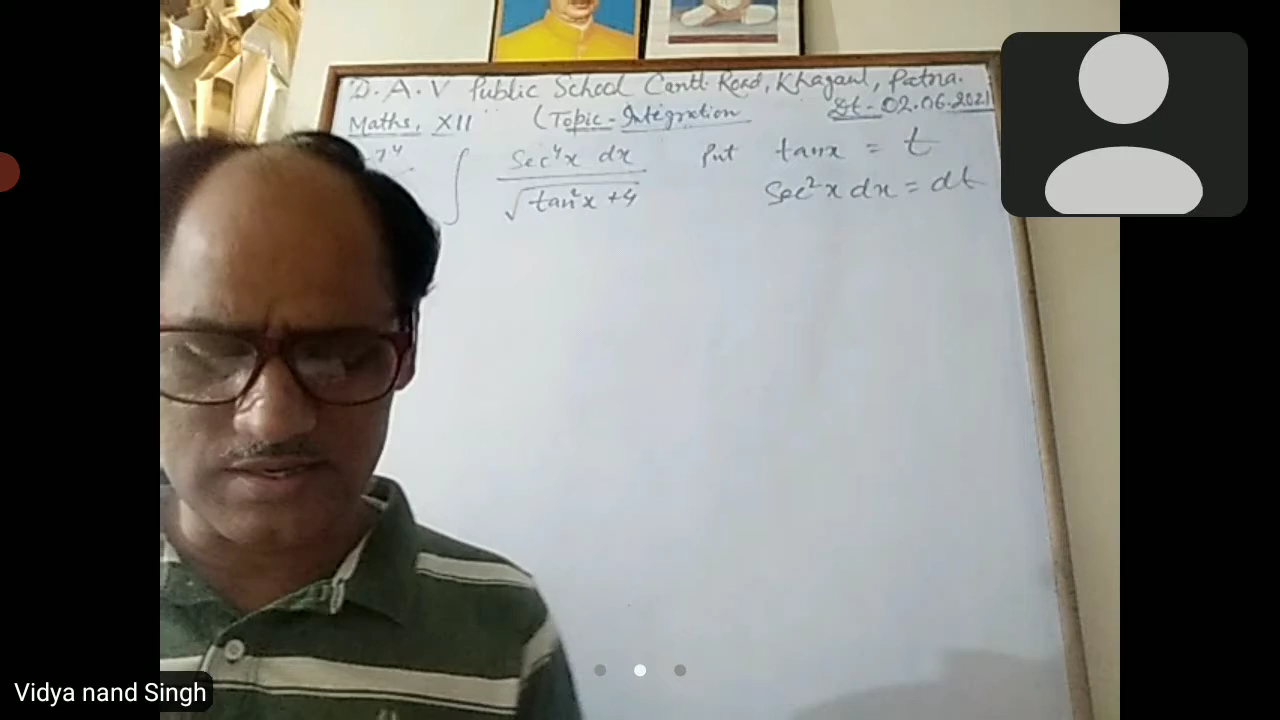 D.A.V Public School Cantt. Road, Khagaul, Patna.
Maths, XII (Topic - Integration Dt - 02.06.2021
∫ Sec⁴x dx / √tan²x + 4 Put tanx = t
Sec²x dx = dt
Vidya nand Singh